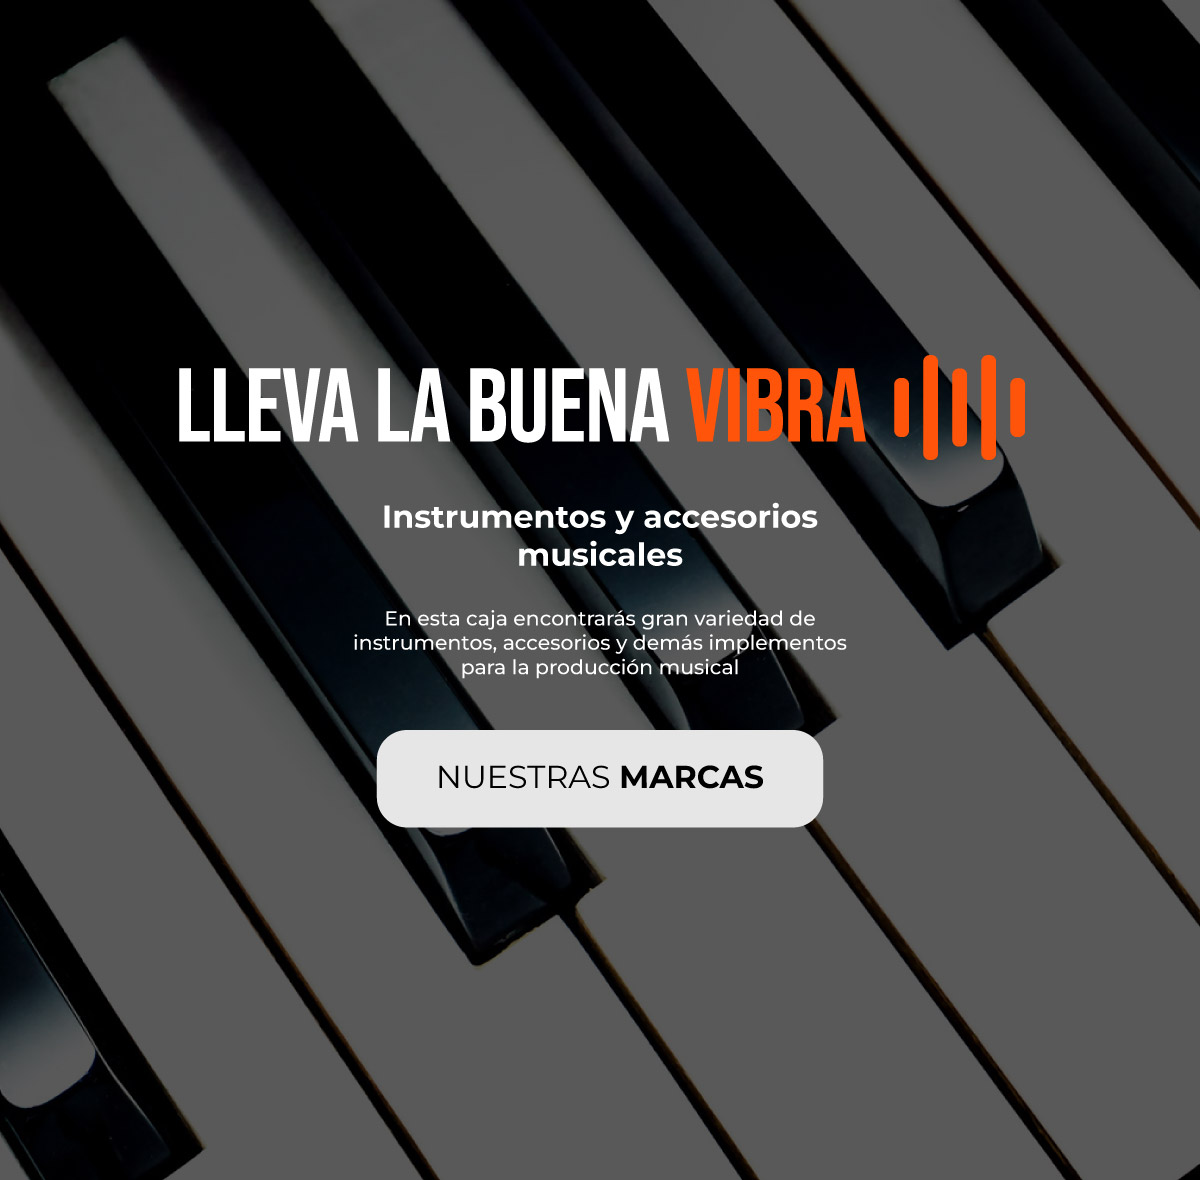 LLEVA LA BUENA VIBRA
Instrumentos y accesorios
musicales
En esta caja encontrarás gran variedad de
instrumentos, accesorios y demás implementos
para la producción musical
NUESTRAS MARCAS